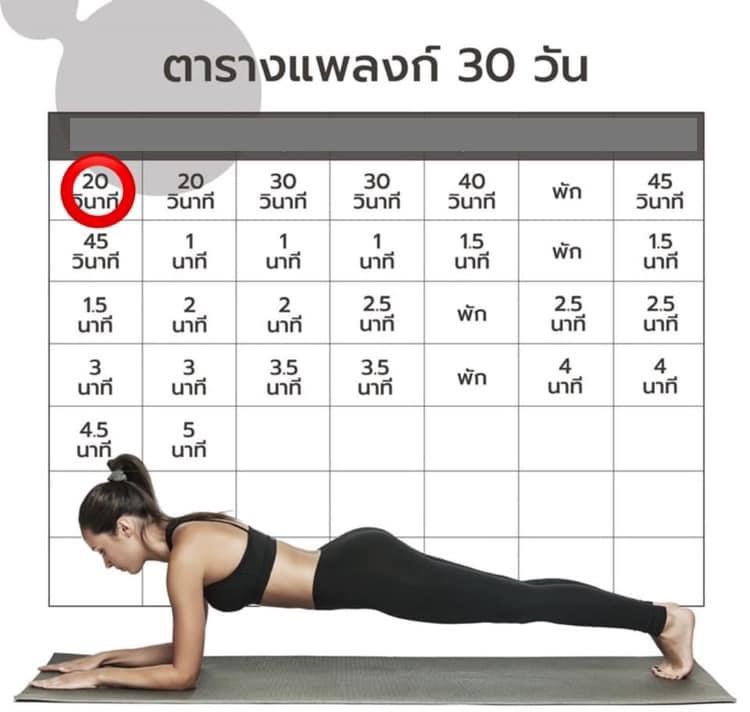 ตารางแพลงก์ 30 วัน
20 20 30 30 40 พัก 45
วินาที วินาที วินาที วินาที วินาที วินาที
45 1 1 1 1.5 พัก 1.5
วินาที นาที นาที นาที นาที นาที
1.5 2 2 2.5 พัก 2.5 2.5
นาที นาที นาที นาที นาที นาที
3 3 3.5 3.5 พัก 4 4
นาที นาที นาที นาที นาที นาที
4.5 5
นาที นาที